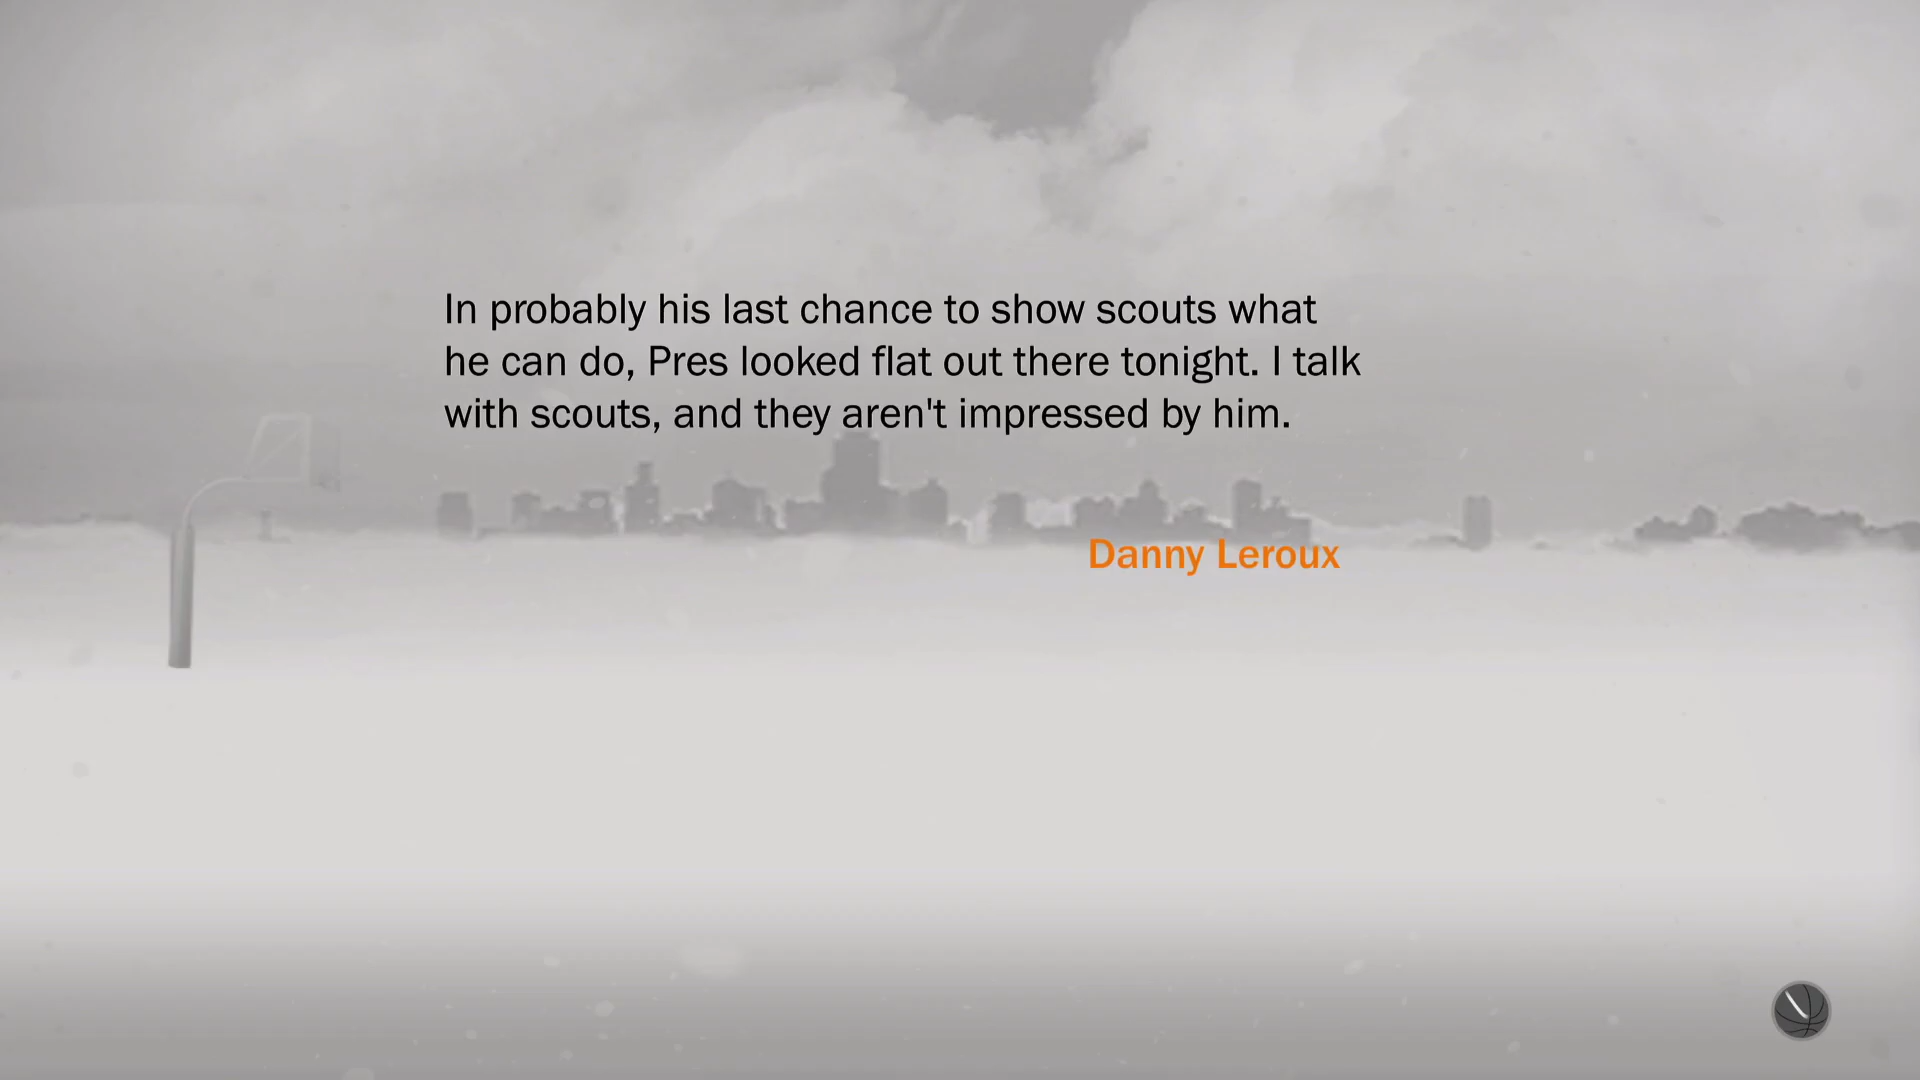 In probably his last chance to show scouts what
he can do, Pres looked flat out there tonight. I talk
with scouts, and they aren't impressed by him.
Danny Leroux